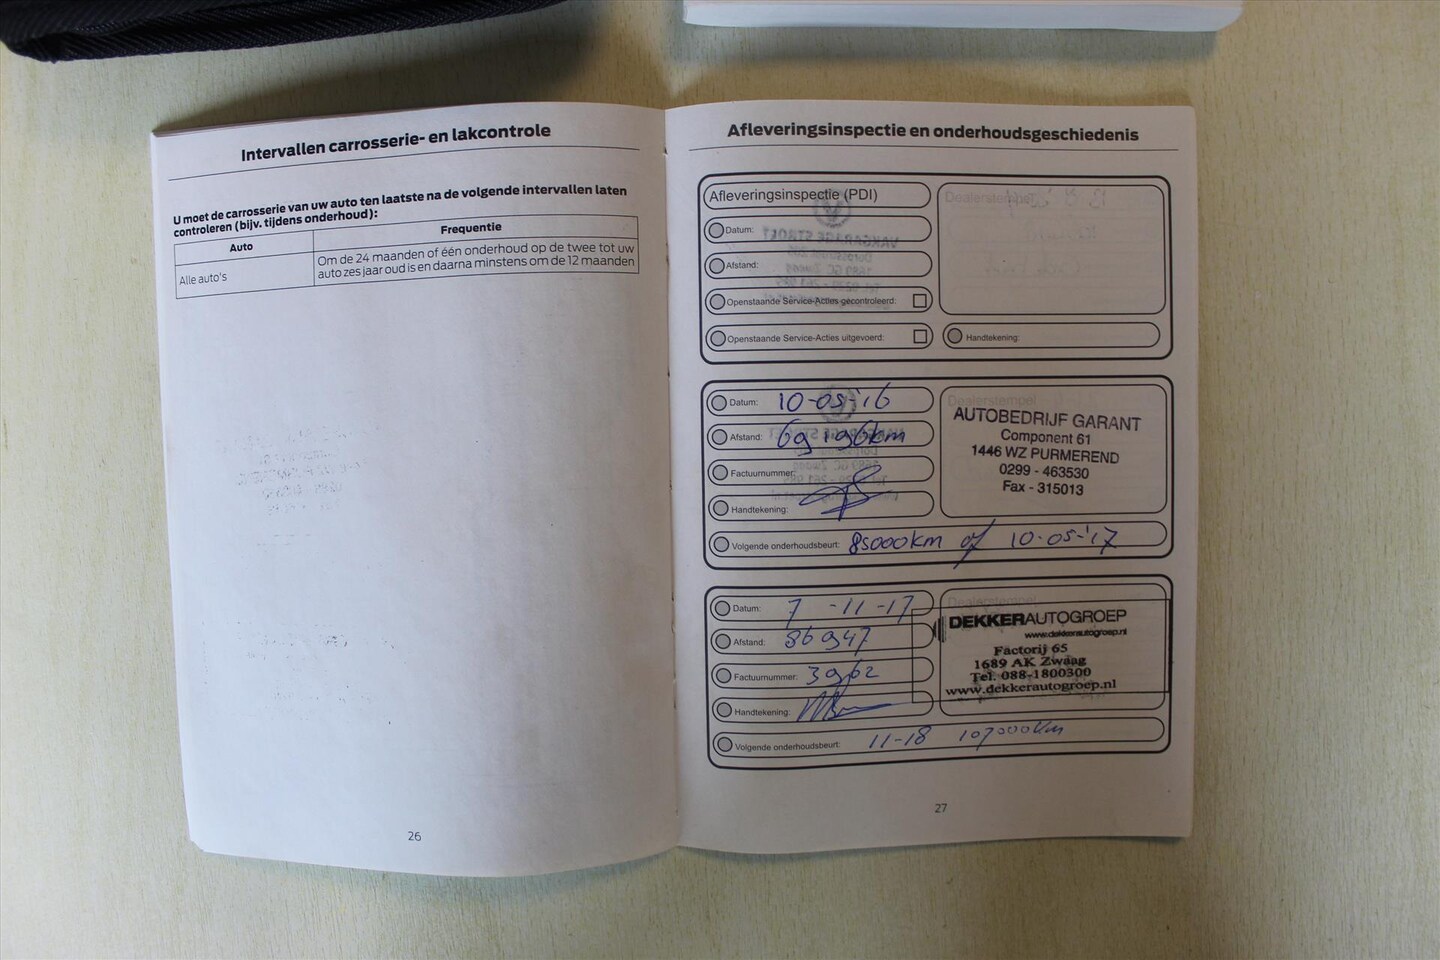 Intervallen carrosserie- en lakcontrole
U moet de carrosserie van uw auto ten laatste na de volgende intervallen laten
controleren (bijv. tijdens onderhoud):
Auto
Frequentie
Alle auto's
Om de 24 maanden of één onderhoud op de twee tot uw
auto zes jaar oud is en daarna minstens om de 12 maanden
26
Afleveringsinspectie en onderhoudsgeschiedenis
Afleveringsinspectie (PDI)
Dealerstempel
Datum:
Afstand:
Openstaande Service-Acties gecontroleerd:
Openstaande Service-Acties uitgevoerd:
Handtekening:
Datum: 10-05-'16
Afstand: 69196km
Factuurnummer:
Handtekening:
Volgende onderhoudsbeurt: 85000km of 10-05-'17
Dealerstempel
AUTOBEDRIJF GARANT
Component 61
1446 WZ PURMEREND
0299 - 463530
Fax - 315013
Datum: 7-11-17
Afstand: 86947
Factuurnummer: 3962
Handtekening:
Volgende onderhoudsbeurt: 11-18 107000km
Dealerstempel
DEKKERAUTOGROEP
www.dekkerautogroep.nl
Factorij 65
1689 AK Zwaag
Tel. 088-1800300
www.dekkerautogroep.nl
27